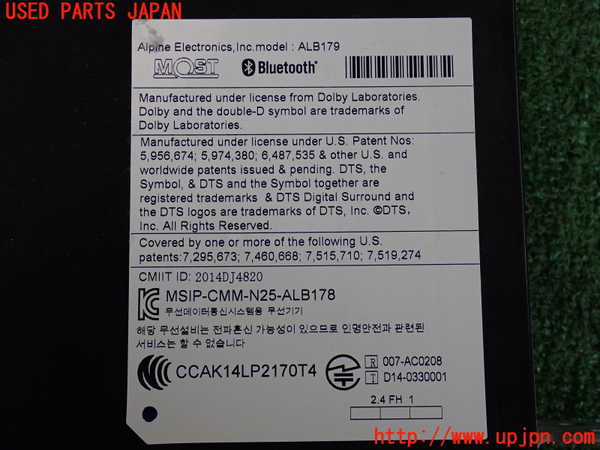 USED PARTS JAPAN
Alpine Electronics,Inc.model : ALB179
MOST Bluetooth®
Manufactured under license from Dolby Laboratories.
Dolby and the double-D symbol are trademarks of
Dolby Laboratories.
Manufactured under license under U.S. Patent Nos:
5,956,674; 5,974,380; 6,487,535 & other U.S. and
worldwide patents issued & pending. DTS, the
Symbol, & DTS and the Symbol together are
registered trademarks & DTS Digital Surround and
the DTS logos are trademarks of DTS, Inc. ©DTS,
Inc. All Rights Reserved.
Covered by one or more of the following U.S.
patents:7,295,673; 7,460,668; 7,515,710; 7,519,274
CMIIT ID: 2014DJ4820
MSIP-CMM-N25-ALB178
무선데이터통신시스템용 무선기기
해당 무선설비는 전파혼신 가능성이 있으므로 인명안전과 관련된
서비스는 할 수 없습니다.
CCAK14LP2170T4
R 007-AC0208
T D14-0330001
2.4 FH 1
www.upjpn.com